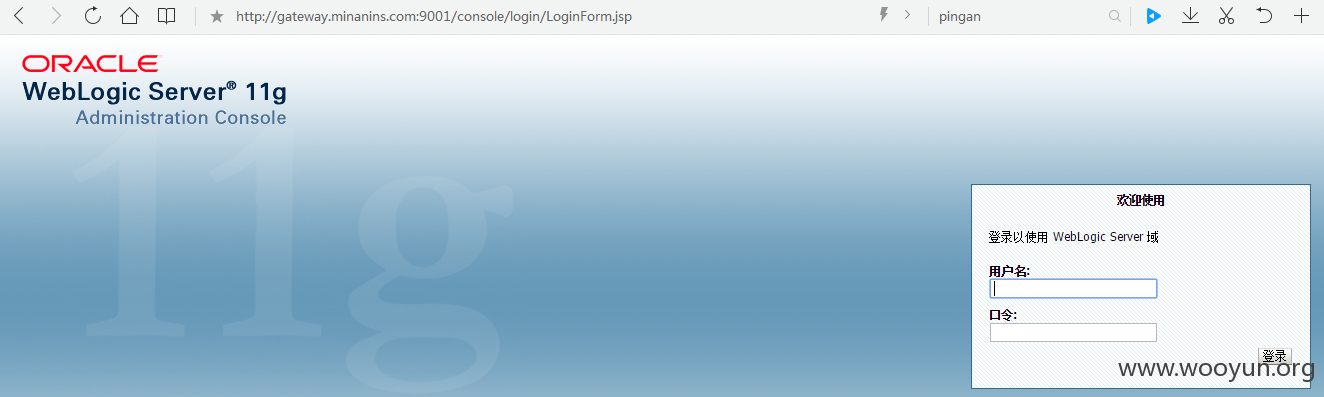 http://gateway.minanins.com:9001/console/login/LoginForm.jsp
pingan
ORACLE
WebLogic Server® 11g
Administration Console
11g
欢迎使用
登录以使用 WebLogic Server 域
用户名:
口令:
登录
www.wooyun.org